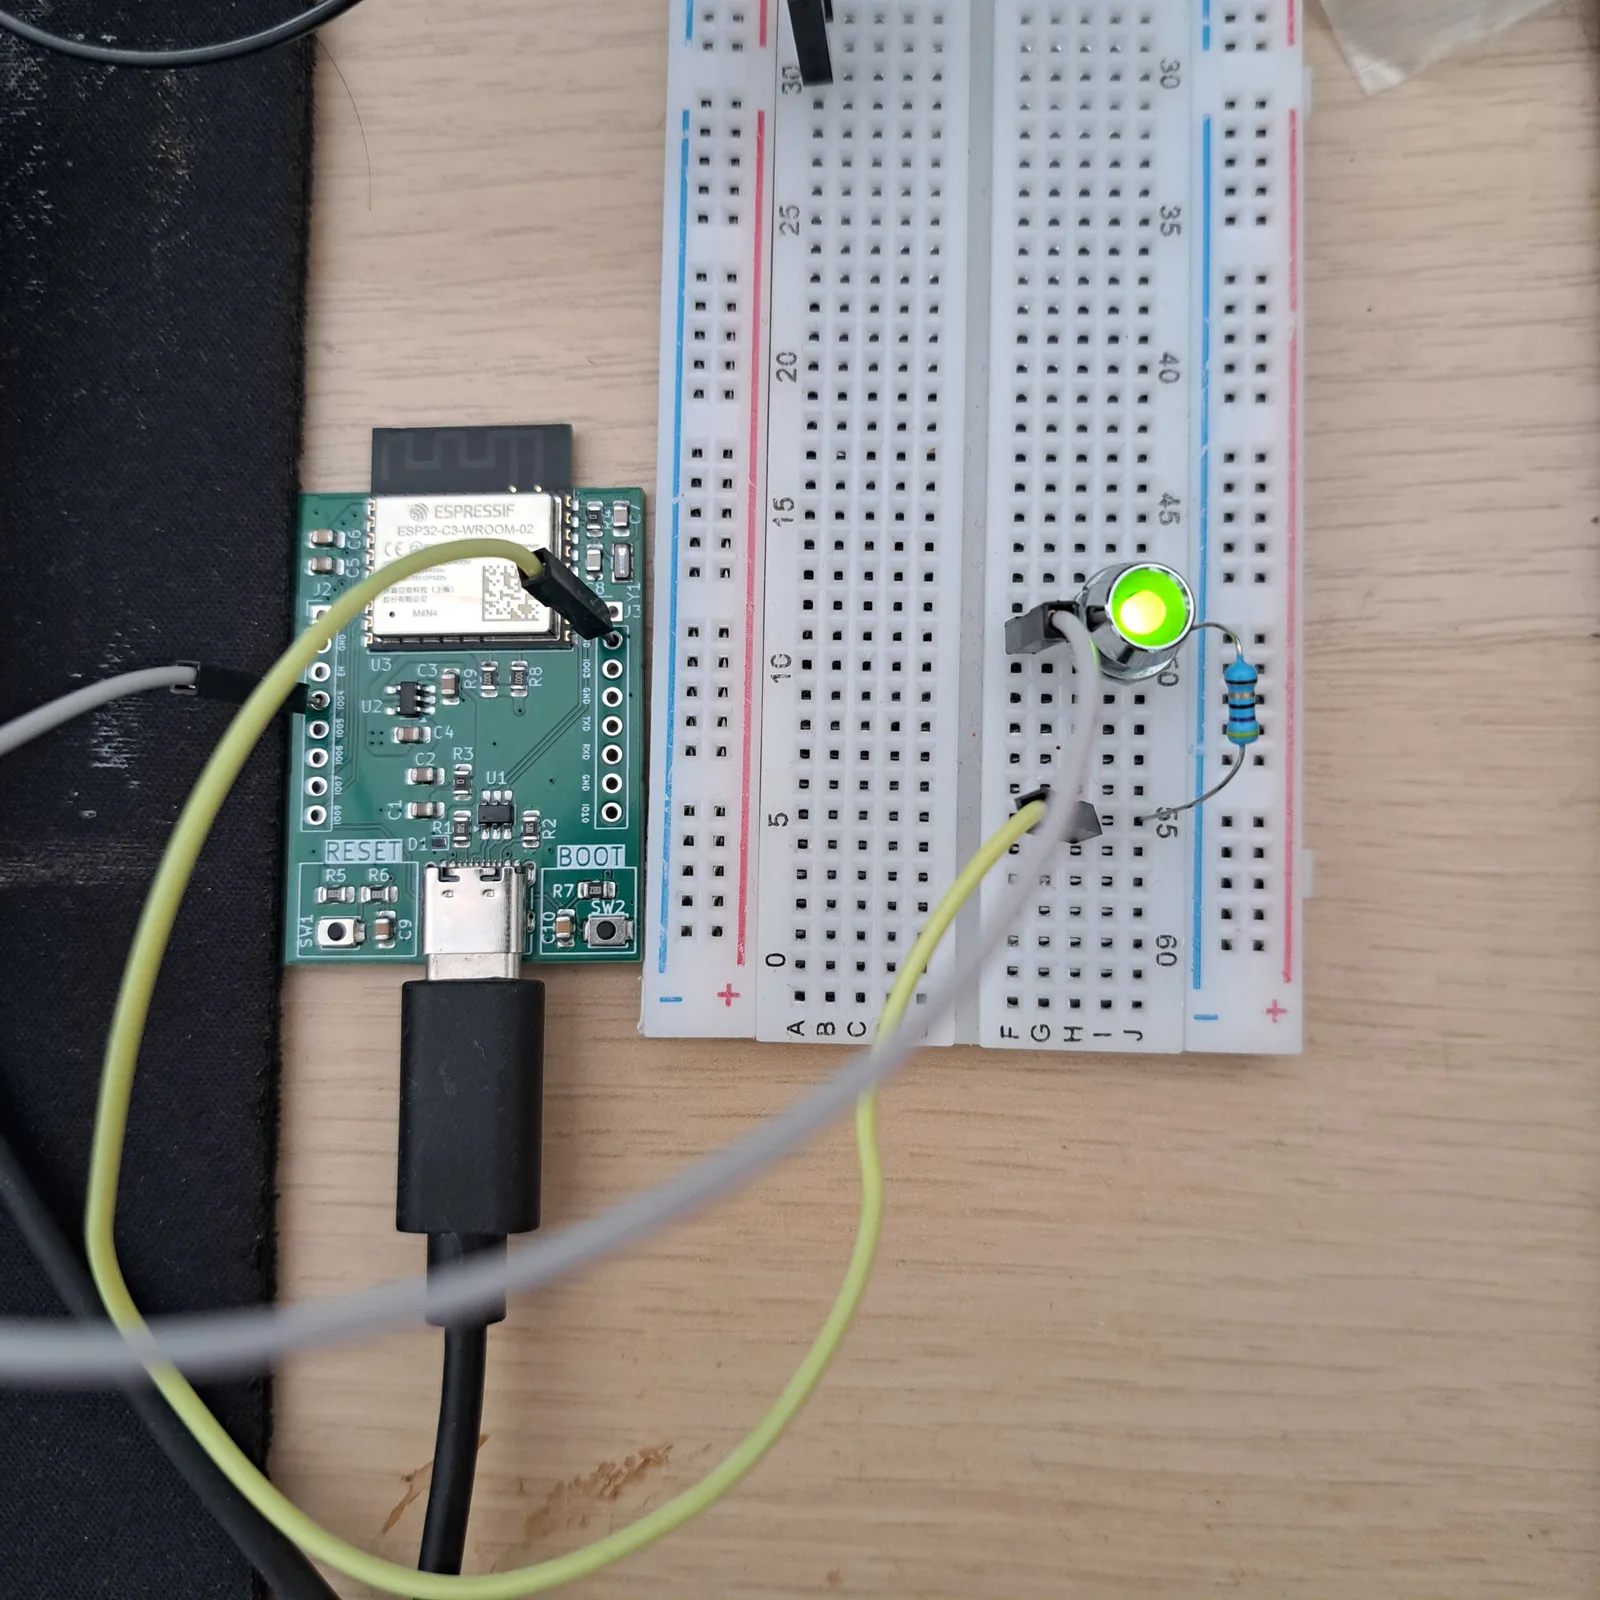 30
30
25
35
20
40
15
45
10
5
0
60
A
B
C
F
G
H
I
J
+
+
ESPRESSIF
ESP32-C3-WROOM-02
CE
M4N4
C6
C5
C7
J2
Y1
J3
GND
EN
IO04
IO05
IO06
IO07
IO09
IO03
GND
TXD
RXD
GND
IO10
U3
C3
R9
R8
U2
C4
C2
R3
U1
C1
R1
D1
R2
RESET
BOOT
R5
R6
R7
SW1
C9
C10
SW2